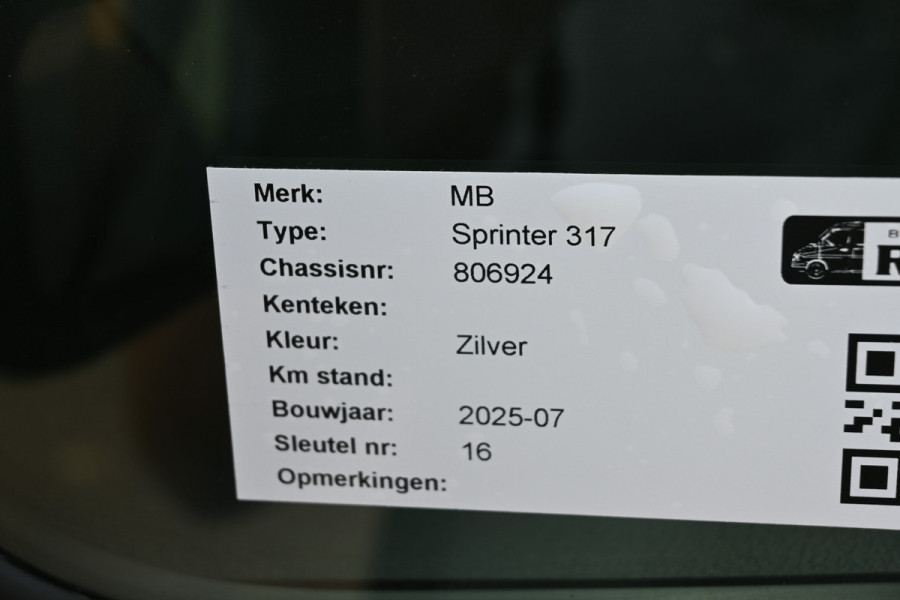 Merk: MB
Type: Sprinter 317
Chassisnr: 806924
Kenteken:
Kleur: Zilver
Km stand:
Bouwjaar: 2025-07
Sleutel nr: 16
Opmerkingen: